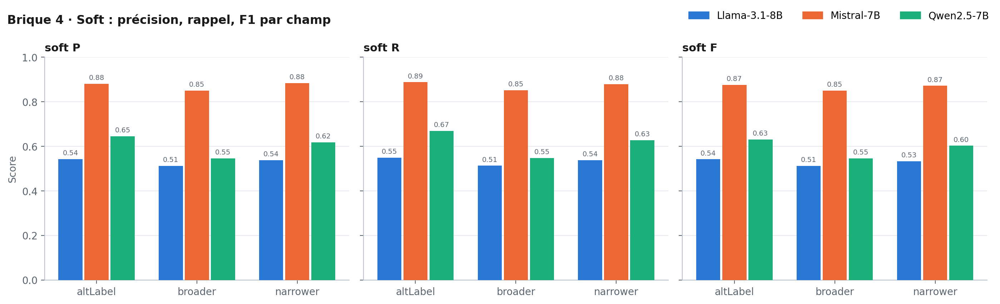 Brique 4 · Soft : précision, rappel, F1 par champ
Llama-3.1-8B Mistral-7B Qwen2.5-7B
soft P
soft R
soft F
Score
1.0
0.8
0.6
0.4
0.2
0.0
0.54 0.88 0.65 0.51 0.85 0.55 0.54 0.88 0.62
altLabel broader narrower
0.55 0.89 0.67 0.51 0.85 0.55 0.54 0.88 0.63
altLabel broader narrower
0.54 0.87 0.63 0.51 0.85 0.55 0.53 0.87 0.60
altLabel broader narrower